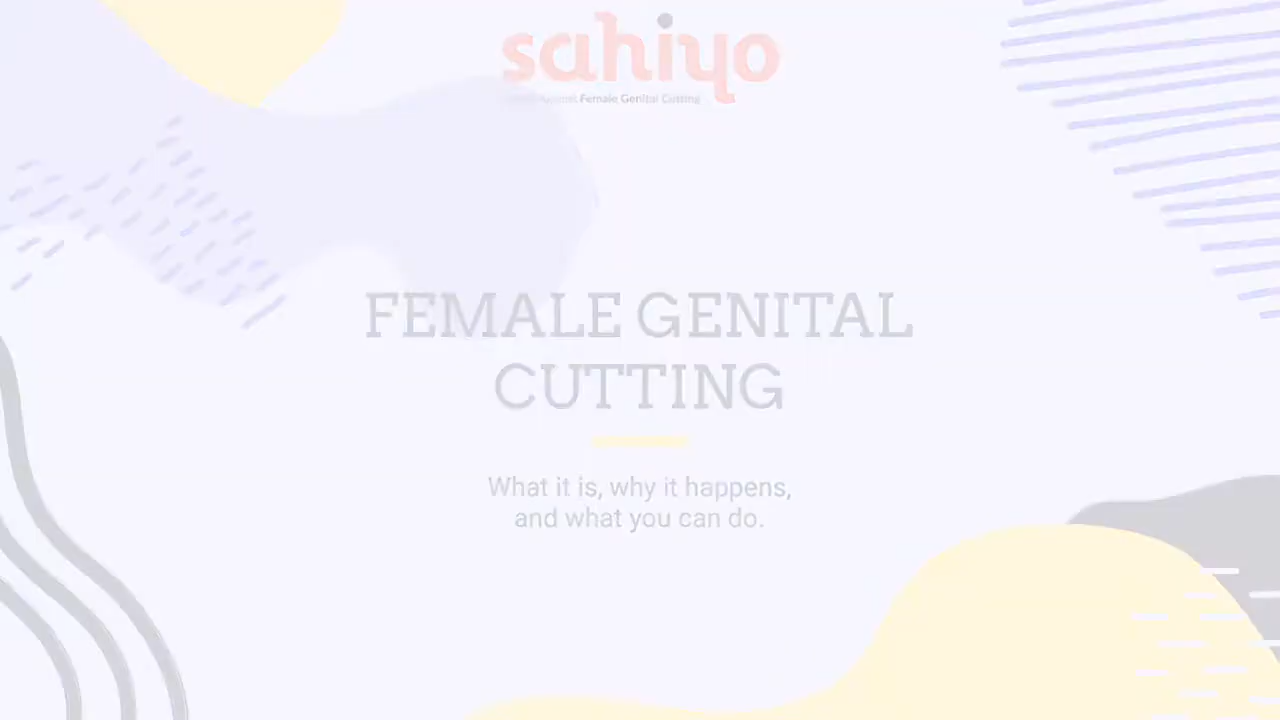 sahiyo
Female Genital Cutting
FEMALE GENITAL
CUTTING
What it is, why it happens,
and what you can do.